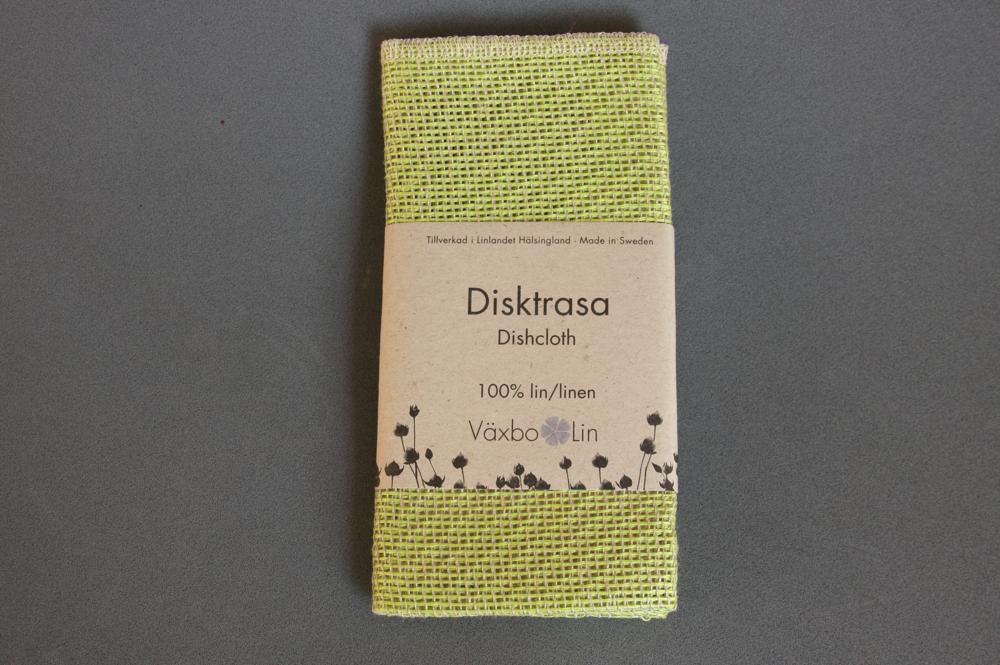 Tillverkad i Linlandet Hälsingland - Made in Sweden
Disktrasa
Dishcloth
100% lin/linen
Växbo Lin